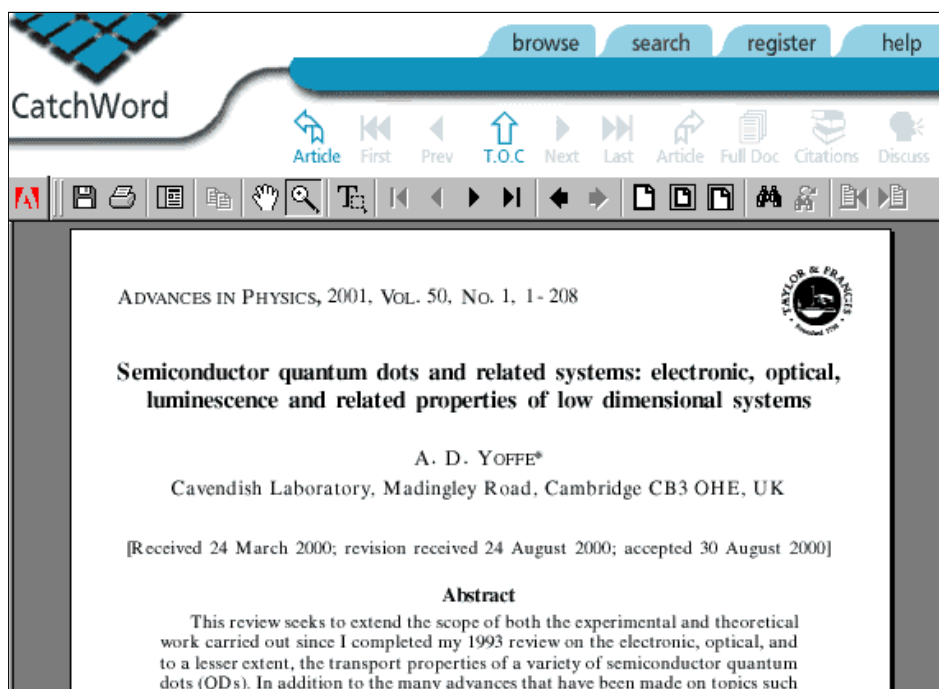 browse search register help
CatchWord
Article First Prev T.O.C Next Last Article Full Doc Citations Discuss
ADVANCES IN PHYSICS, 2001, VOL. 50, NO. 1, 1- 208
TAYLOR & FRANCIS
Founded 1798
Semiconductor quantum dots and related systems: electronic, optical,
luminescence and related properties of low dimensional systems
A. D. YOFFE*
Cavendish Laboratory, Madingley Road, Cambridge CB3 OHE, UK
[Received 24 March 2000; revision received 24 August 2000; accepted 30 August 2000]
Abstract
This review seeks to extend the scope of both the experimental and theoretical
work carried out since I completed my 1993 review on the electronic, optical, and
to a lesser extent, the transport properties of a variety of semiconductor quantum
dots (QDs). In addition to the many advances that have been made on topics such